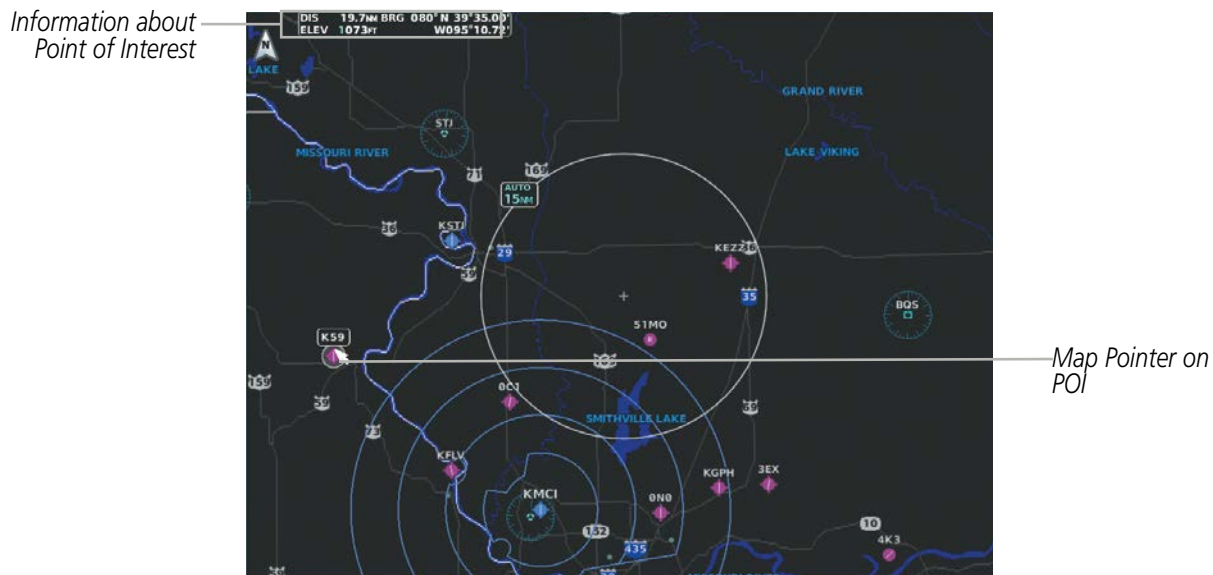 Information about
Point of Interest
DIS 19.7NM BRG 080° N 39°35.00'
ELEV 1073FT W095°10.72'
N
LAKE
159
GRAND RIVER
STJ
MISSOURI RIVER
LAKE VIKING
71
169
AUTO
15NM
36
KSTJ
KEZZ
36
29
59
35
BQS
K59
51MO
Map Pointer on
POI
159
59
0C1
69
SMITHVILLE LAKE
73
KFLV
KGPH
3EX
KMCI
0N0
152
10
435
4K3